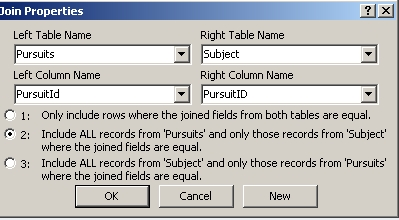 Join Properties
Left Table Name Right Table Name
Pursuits Subject
Left Column Name Right Column Name
PursuitId PursuitID
1: Only include rows where the joined fields from both tables are equal.
2: Include ALL records from 'Pursuits' and only those records from 'Subject'
where the joined fields are equal.
3: Include ALL records from 'Subject' and only those records from 'Pursuits'
where the joined fields are equal.
OK Cancel New